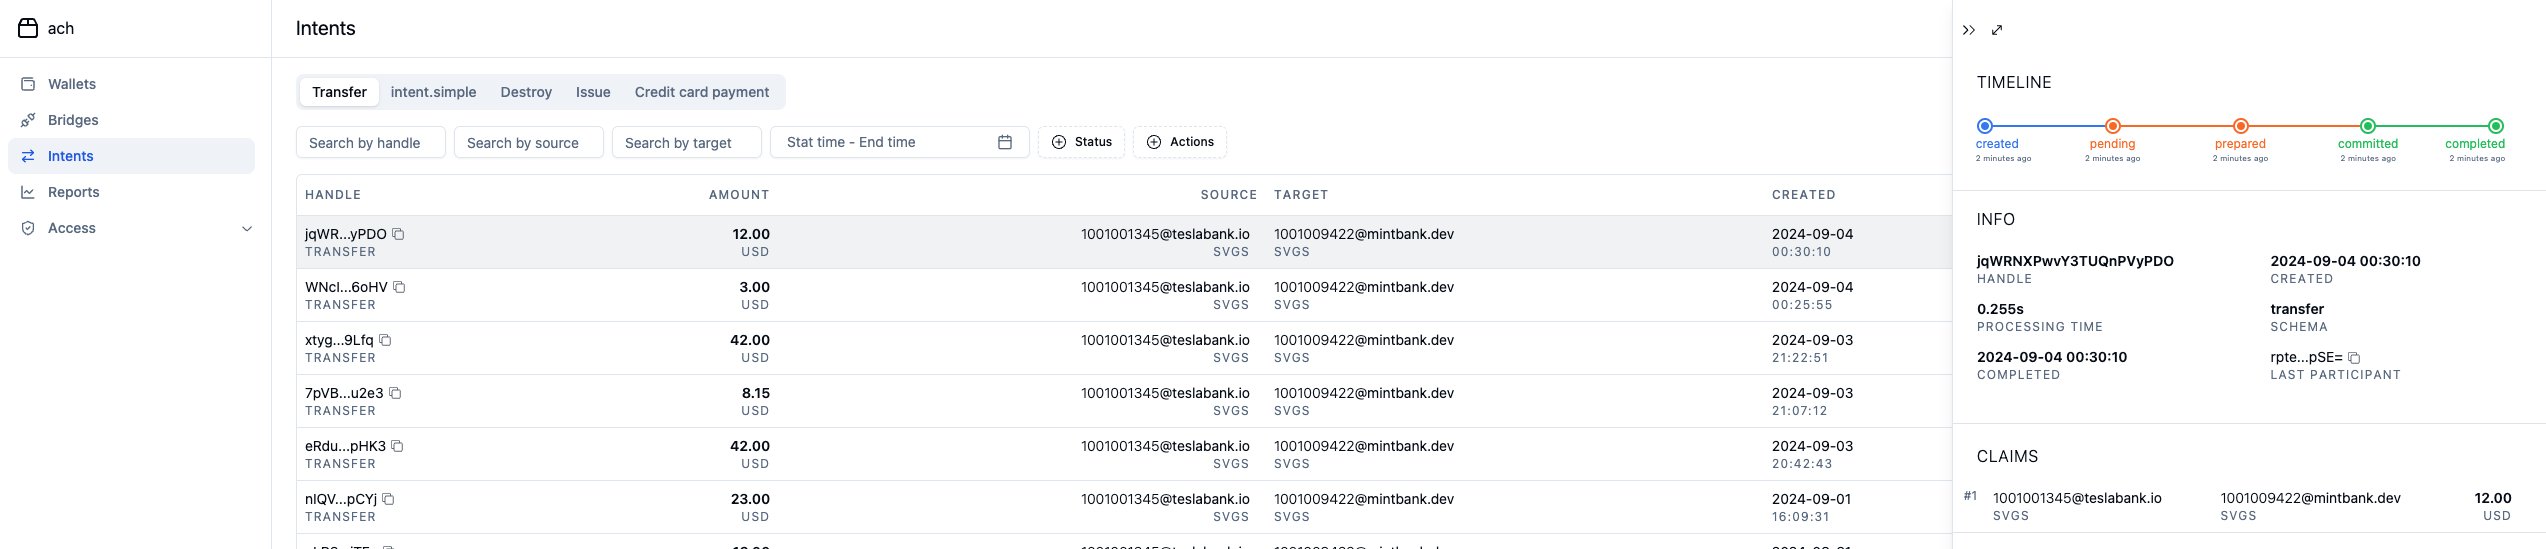 ach
Wallets
Bridges
Intents
Reports
Access
Intents
Transfer intent.simple Destroy Issue Credit card payment
Search by handle Search by source Search by target Stat time - End time Status Actions
HANDLE AMOUNT SOURCE TARGET CREATED
jqWR...yPDO 12.00 1001001345@teslabank.io 1001009422@mintbank.dev 2024-09-04
TRANSFER USD SVGS SVGS 00:30:10
WNcI...6oHV 3.00 1001001345@teslabank.io 1001009422@mintbank.dev 2024-09-04
TRANSFER USD SVGS SVGS 00:25:55
xtyg...9Lfq 42.00 1001001345@teslabank.io 1001009422@mintbank.dev 2024-09-03
TRANSFER USD SVGS SVGS 21:22:51
7pVB...u2e3 8.15 1001001345@teslabank.io 1001009422@mintbank.dev 2024-09-03
TRANSFER USD SVGS SVGS 21:07:12
eRdu...pHK3 42.00 1001001345@teslabank.io 1001009422@mintbank.dev 2024-09-03
TRANSFER USD SVGS SVGS 20:42:43
nIQV...pCYj 23.00 1001001345@teslabank.io 1001009422@mintbank.dev 2024-09-01
TRANSFER USD SVGS SVGS 16:09:31
TIMELINE
created pending prepared committed completed
2 minutes ago 2 minutes ago 2 minutes ago 2 minutes ago 2 minutes ago
INFO
jqWRNXPwvY3TUQnPVyPDO 2024-09-04 00:30:10
HANDLE CREATED
0.255s transfer
PROCESSING TIME SCHEMA
2024-09-04 00:30:10 rpte...pSE=
COMPLETED LAST PARTICIPANT
CLAIMS
#1 1001001345@teslabank.io 1001009422@mintbank.dev 12.00
SVGS SVGS USD